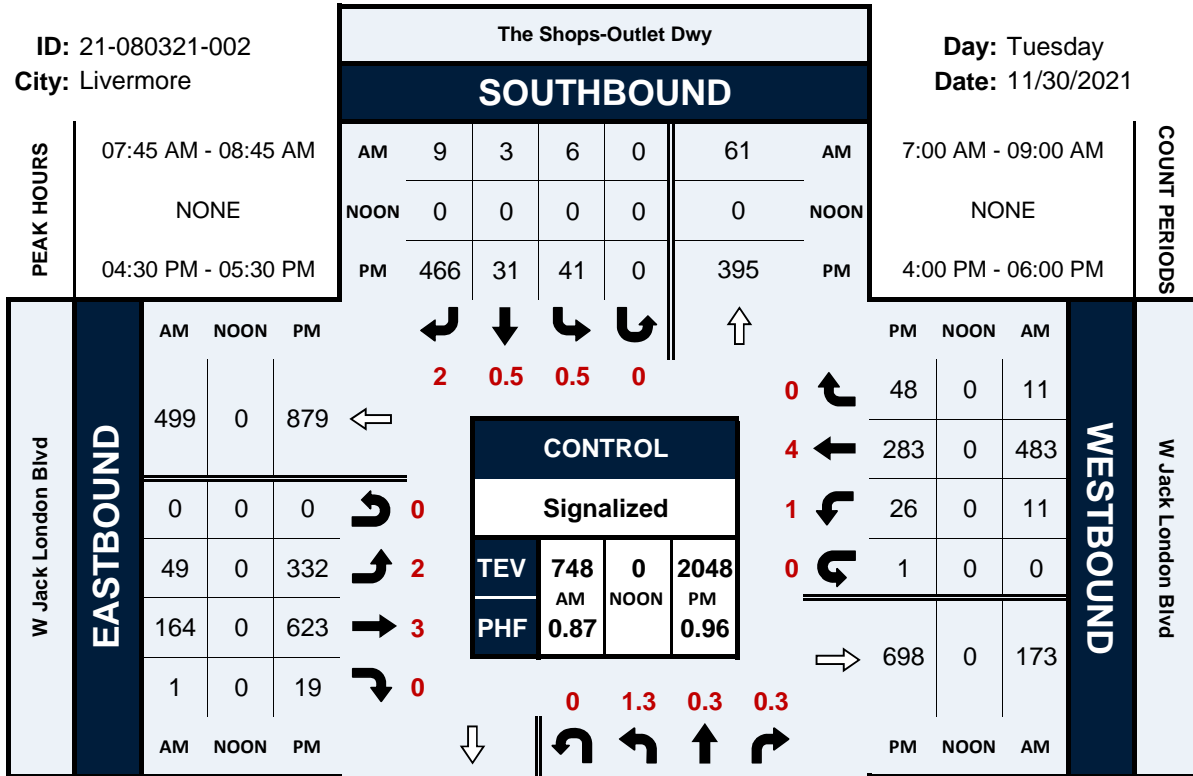 ID: 21-080321-002
City: Livermore
The Shops-Outlet Dwy
SOUTHBOUND
Day: Tuesday
Date: 11/30/2021
PEAK HOURS
07:45 AM - 08:45 AM
NONE
04:30 PM - 05:30 PM
AM 9 3 6 0 61 AM
NOON 0 0 0 0 0 NOON
PM 466 31 41 0 395 PM
7:00 AM - 09:00 AM
NONE
4:00 PM - 06:00 PM
COUNT PERIODS
2 0.5 0.5 0
W Jack London Blvd
EASTBOUND
AM NOON PM
499 0 879
0 0 0 0
49 0 332 2
164 0 623 3
1 0 19 0
AM NOON PM
CONTROL
Signalized
TEV 748 0 2048
AM NOON PM
PHF 0.87 0.96
PM NOON AM
0 48 0 11
4 283 0 483
1 26 0 11
0 1 0 0
698 0 173
PM NOON AM
WESTBOUND
W Jack London Blvd
0 1.3 0.3 0.3